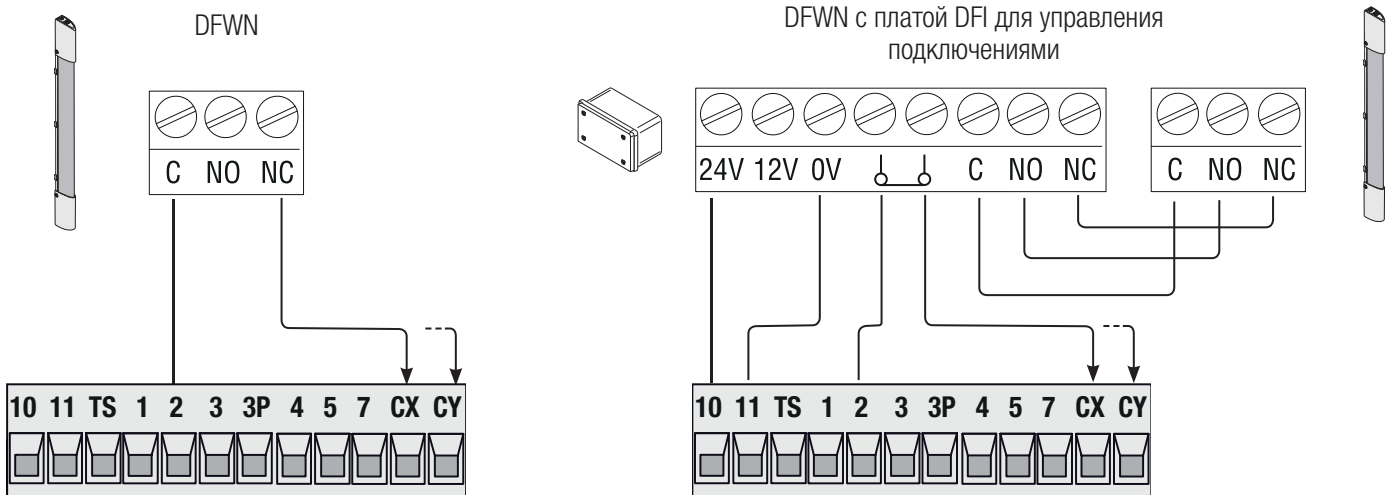 DFWN
DFWN с платой DFI для управления
подключениями
C NO NC
24V 12V 0V C NO NC
C NO NC
10 11 TS 1 2 3 3P 4 5 7 CX CY
10 11 TS 1 2 3 3P 4 5 7 CX CY